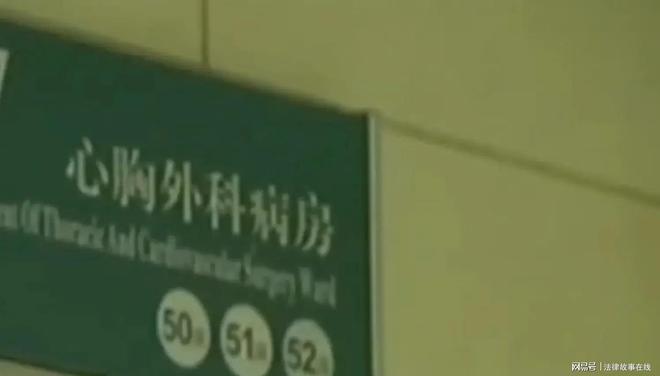 心胸外科病房
ent Of Thoracic And Cardiovascular Surgery Ward
50 51 52
网易号 | 法律故事在线